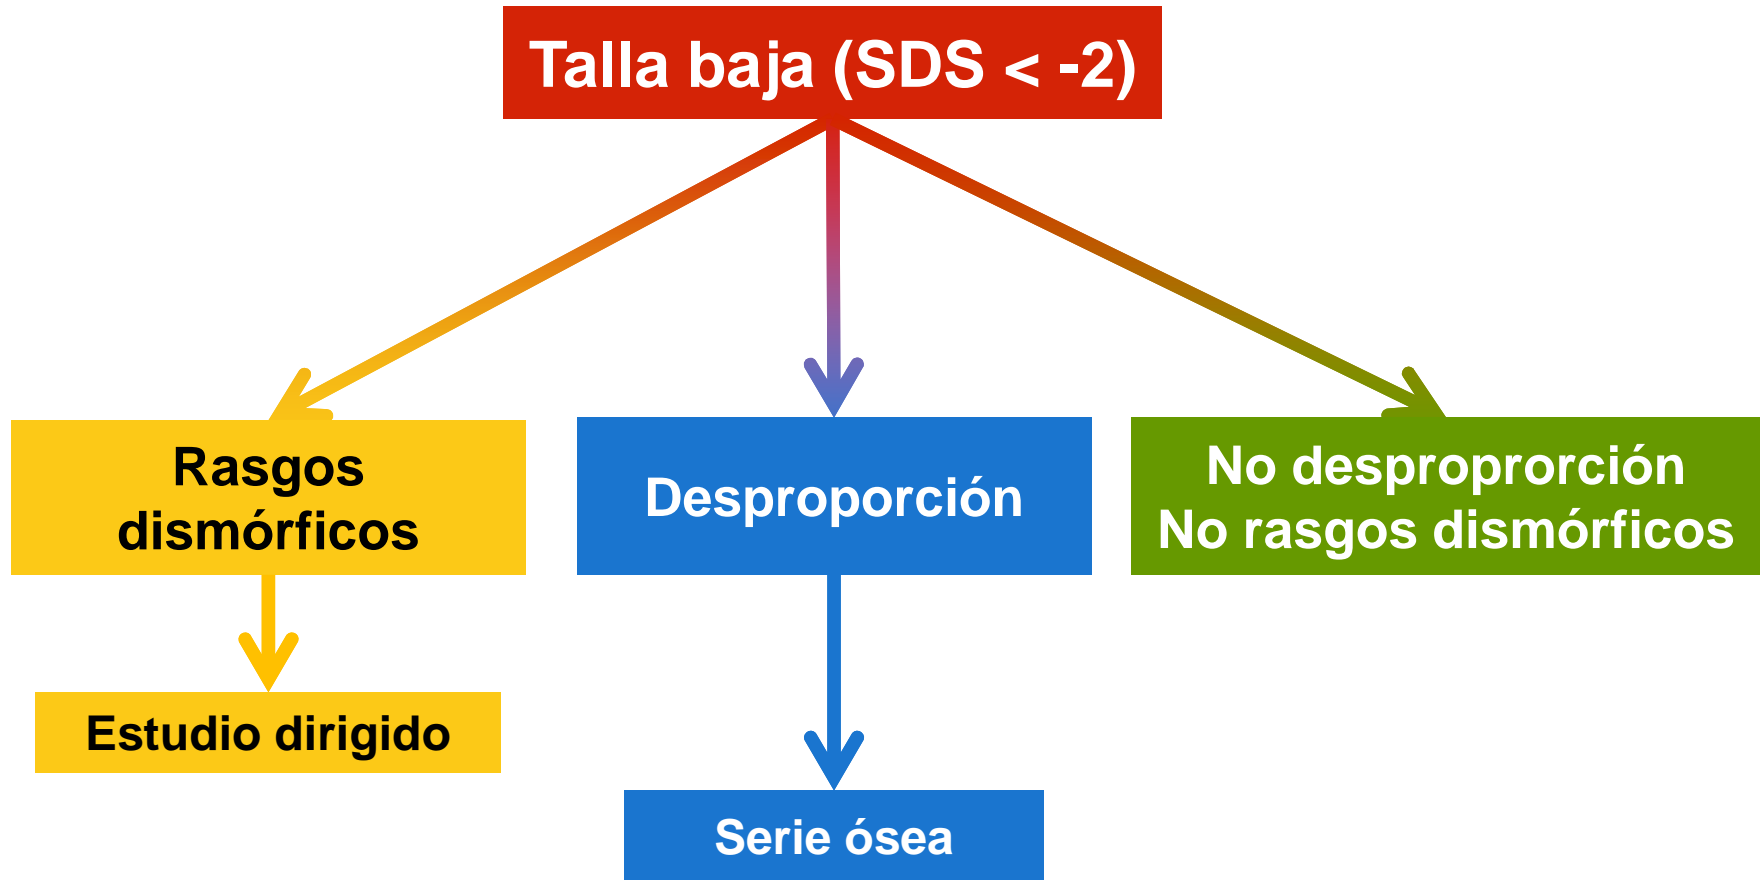 Talla baja (SDS < -2)
Rasgos
dismórficos
Desproporción
No desproprorción
No rasgos dismórficos
Estudio dirigido
Serie ósea